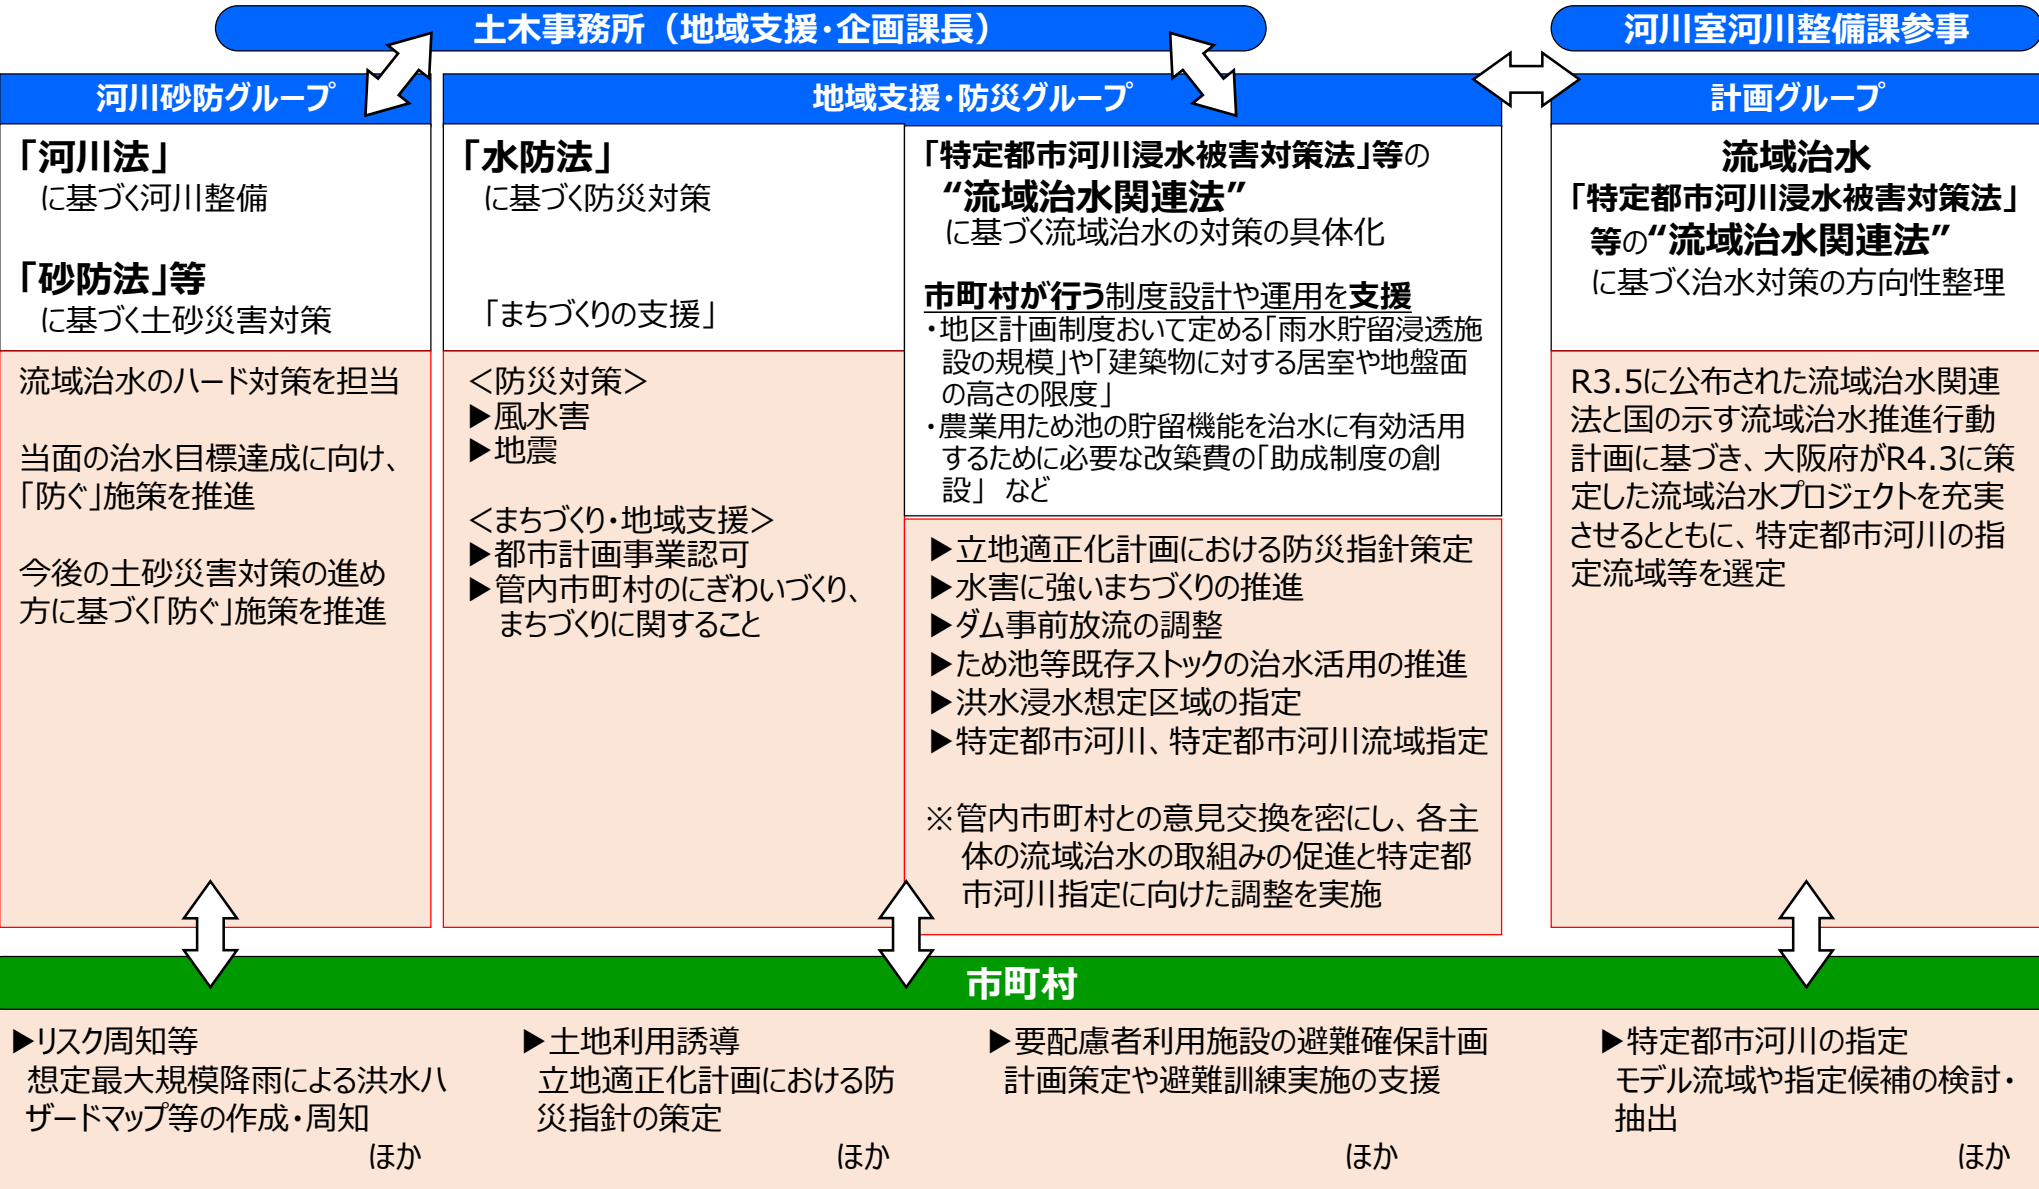 土木事務所（地域支援・企画課長）
河川室河川整備課参事
河川砂防グループ
「河川法」
に基づく河川整備
「砂防法」等
に基づく土砂災害対策
流域治水のハード対策を担当
当面の治水目標達成に向け、
「防ぐ」施策を推進
今後の土砂災害対策の進め
方に基づく「防ぐ」施策を推進
地域支援・防災グループ
「水防法」
に基づく防災対策
「まちづくりの支援」
＜防災対策＞
▶風水害
▶地震
＜まちづくり・地域支援＞
▶都市計画事業認可
▶管内市町村のにぎわいづくり、
まちづくりに関すること
「特定都市河川浸水被害対策法」等の
“流域治水関連法”
に基づく流域治水の対策の具体化
市町村が行う制度設計や運用を支援
・地区計画制度おいて定める「雨水貯留浸透施
設の規模」や「建築物に対する居室や地盤面
の高さの限度」
・農業用ため池の貯留機能を治水に有効活用
するために必要な改築費の「助成制度の創
設」 など
▶立地適正化計画における防災指針策定
▶水害に強いまちづくりの推進
▶ダム事前放流の調整
▶ため池等既存ストックの治水活用の推進
▶洪水浸水想定区域の指定
▶特定都市河川、特定都市河川流域指定
※管内市町村との意見交換を密にし、各主
体の流域治水の取組みの促進と特定都
市河川指定に向けた調整を実施
計画グループ
流域治水
「特定都市河川浸水被害対策法」
等の“流域治水関連法”
に基づく治水対策の方向性整理
R3.5に公布された流域治水関連
法と国の示す流域治水推進行動
計画に基づき、大阪府がR4.3に策
定した流域治水プロジェクトを充実
させるとともに、特定都市河川の指
定流域等を選定
市町村
▶リスク周知等
想定最大規模降雨による洪水ハ
ザードマップ等の作成・周知
ほか
▶土地利用誘導
立地適正化計画における防
災指針の策定
ほか
▶要配慮者利用施設の避難確保計画
計画策定や避難訓練実施の支援
ほか
▶特定都市河川の指定
モデル流域や指定候補の検討・
抽出
ほか